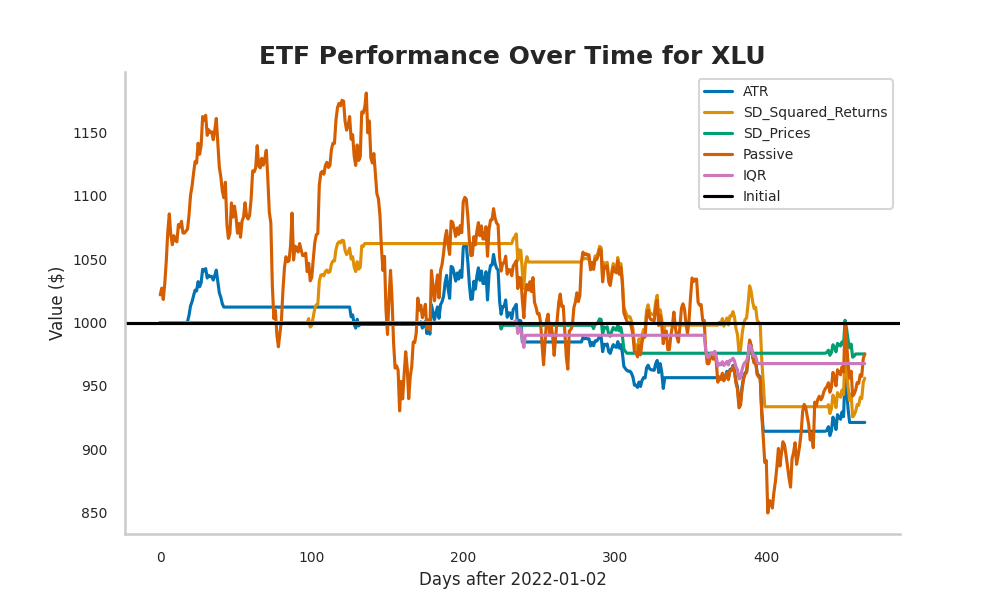 ETF Performance Over Time for XLU
ATR
SD_Squared_Returns
SD_Prices
Passive
IQR
Initial
Value ($)
1150
1100
1050
1000
950
900
850
0
100
200
300
400
Days after 2022-01-02